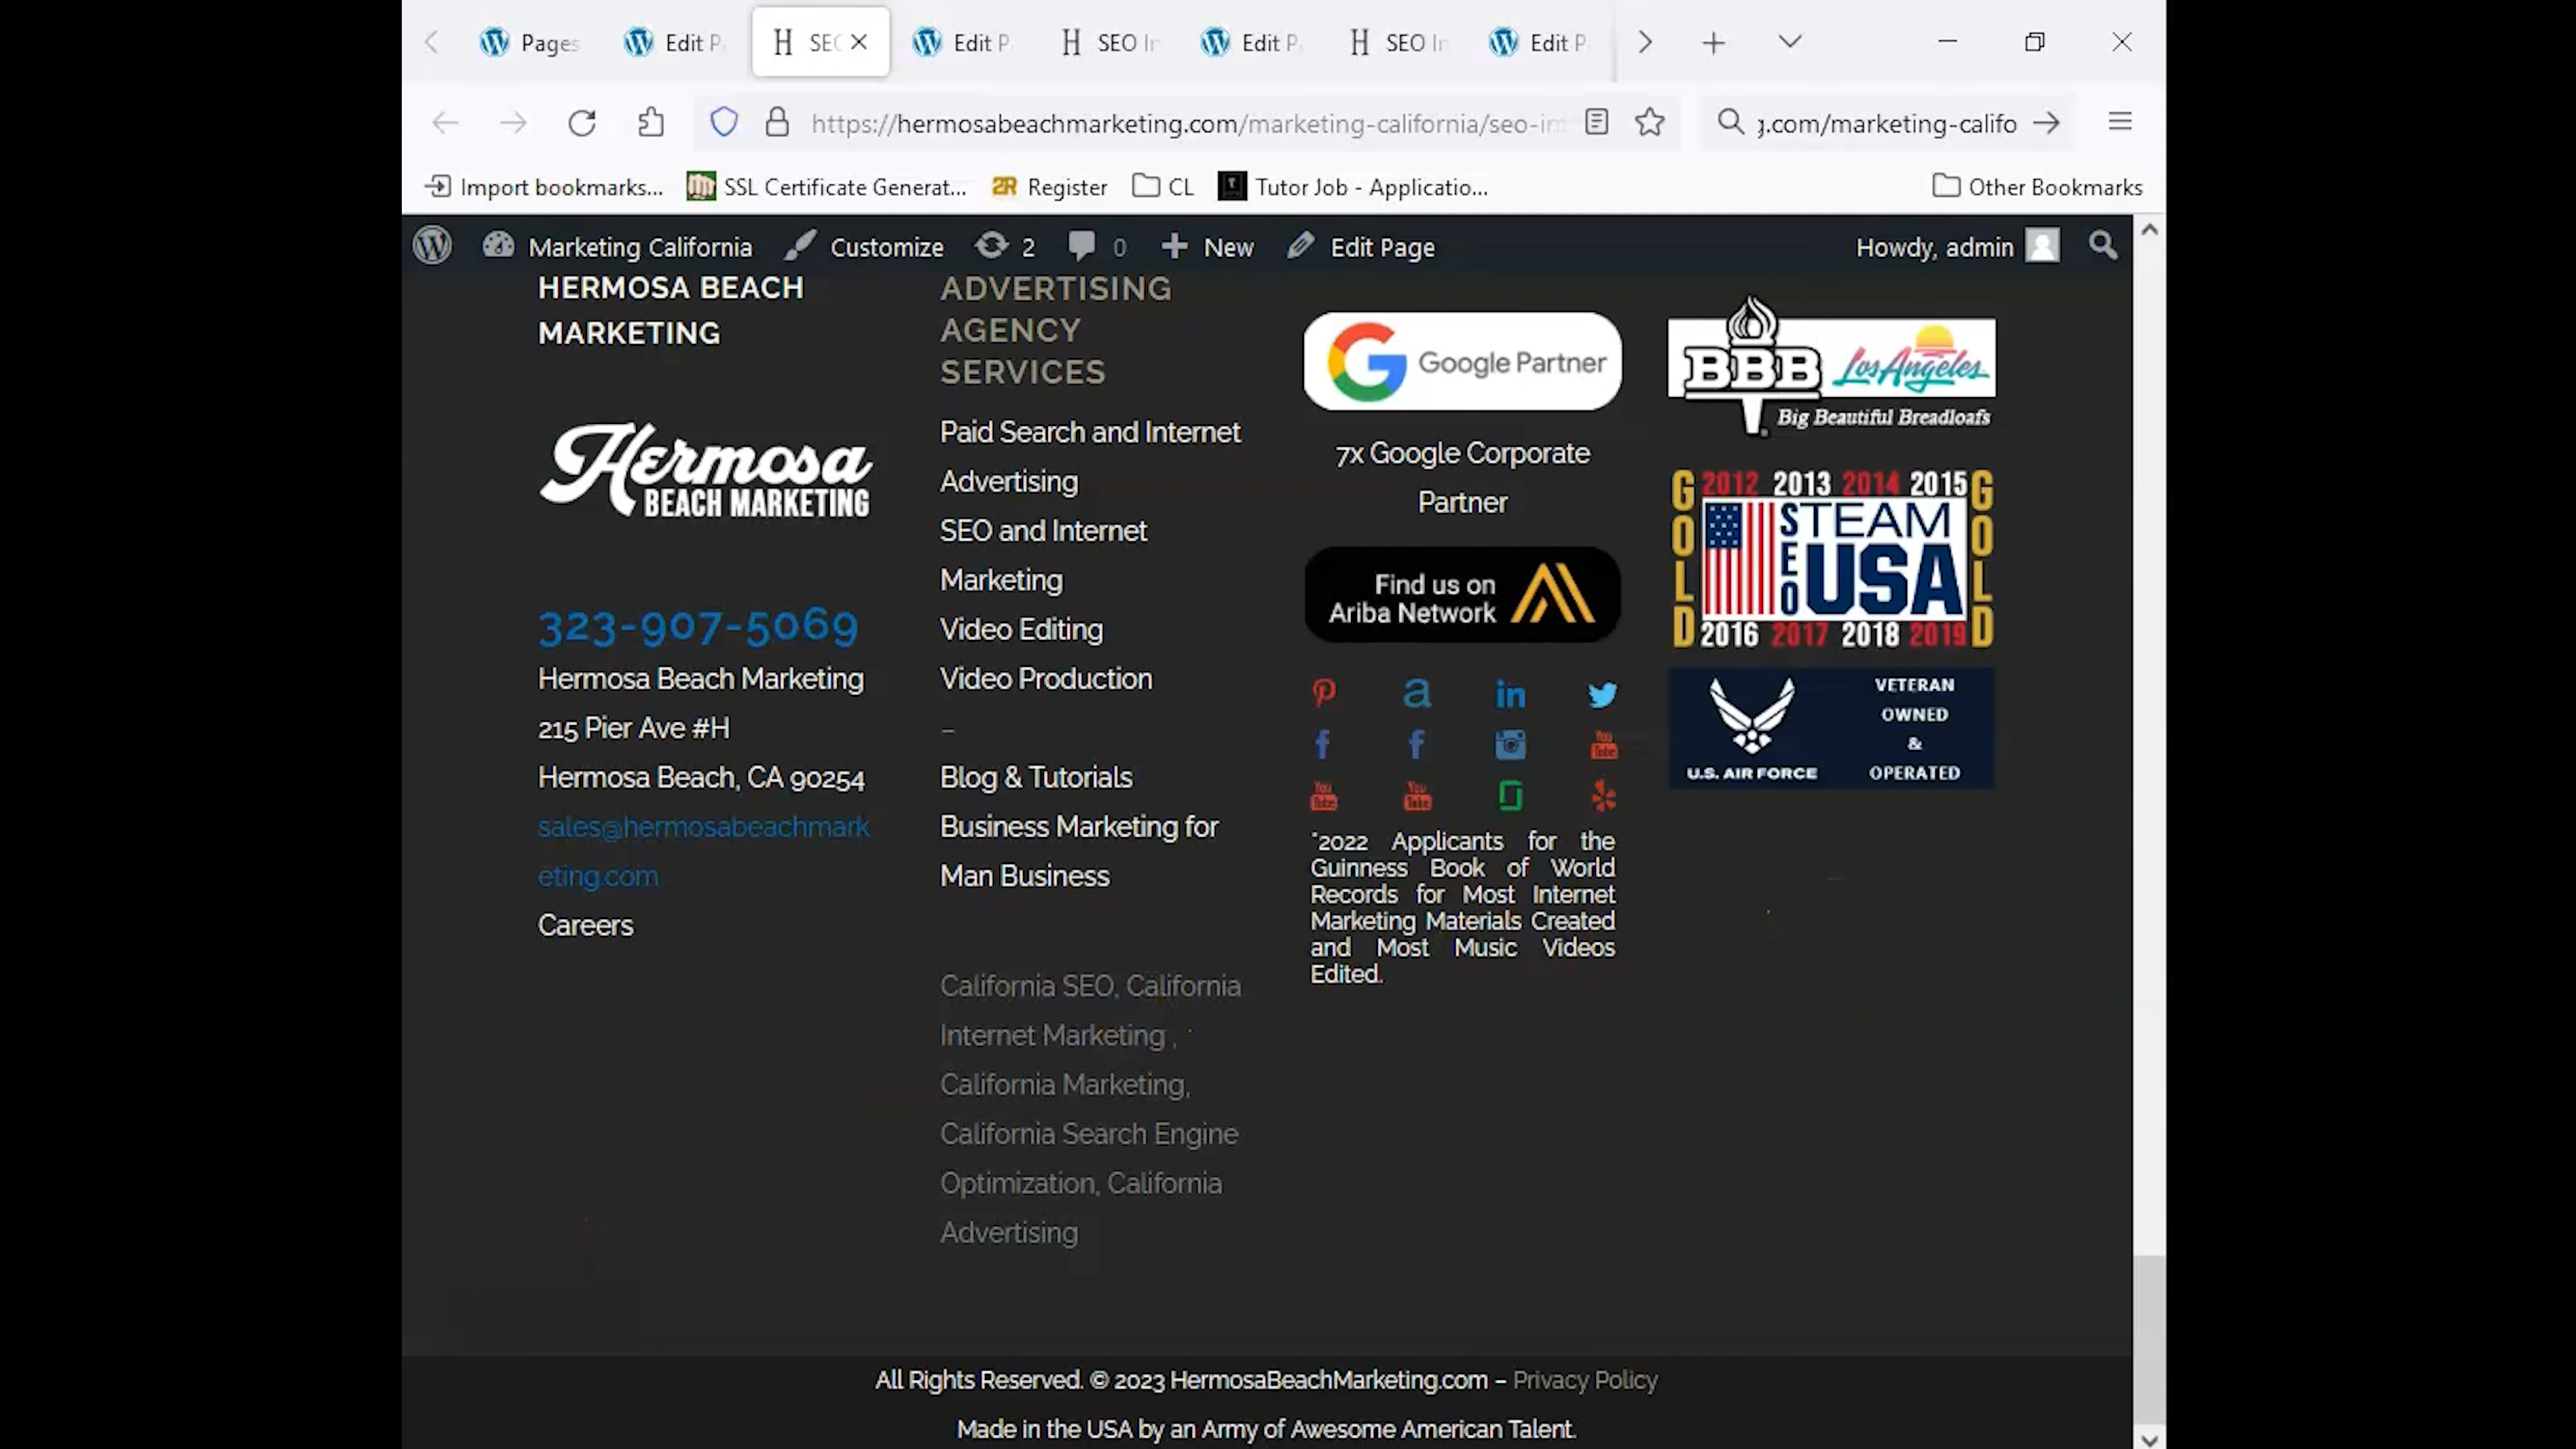 Pages
Edit P
SEO
Edit P
SEO In
Edit P
SEO In
Edit P
https://hermosabeachmarketing.com/marketing-california/seo-in
g.com/marketing-califo
Import bookmarks...
SSL Certificate Generat...
Register
CL
Tutor Job - Applicatio...
Other Bookmarks
Marketing California
Customize
2
0
New
Edit Page
Howdy, admin
HERMOSA BEACH
MARKETING
Hermosa
BEACH MARKETING
323-907-5069
Hermosa Beach Marketing
215 Pier Ave #H
Hermosa Beach, CA 90254
sales@hermosabeachmark
eting.com
Careers
ADVERTISING
AGENCY
SERVICES
Paid Search and Internet
Advertising
SEO and Internet
Marketing
Video Editing
Video Production
–
Blog & Tutorials
Business Marketing for
Man Business
California SEO, California
Internet Marketing ,
California Marketing,
California Search Engine
Optimization, California
Advertising
Google Partner
7x Google Corporate
Partner
Find us on
Ariba Network
*2022 Applicants for the
Guinness Book of World
Records for Most Internet
Marketing Materials Created
and Most Music Videos
Edited.
BBB
Los Angeles
Big Beautiful Breadloafs
2012 2013 2014 2015
GOLD
SEO
TEAM
USA
GOLD
2016 2017 2018 2019
U.S. AIR FORCE
VETERAN
OWNED
&
OPERATED
All Rights Reserved. © 2023 HermosaBeachMarketing.com – Privacy Policy
Made in the USA by an Army of Awesome American Talent.